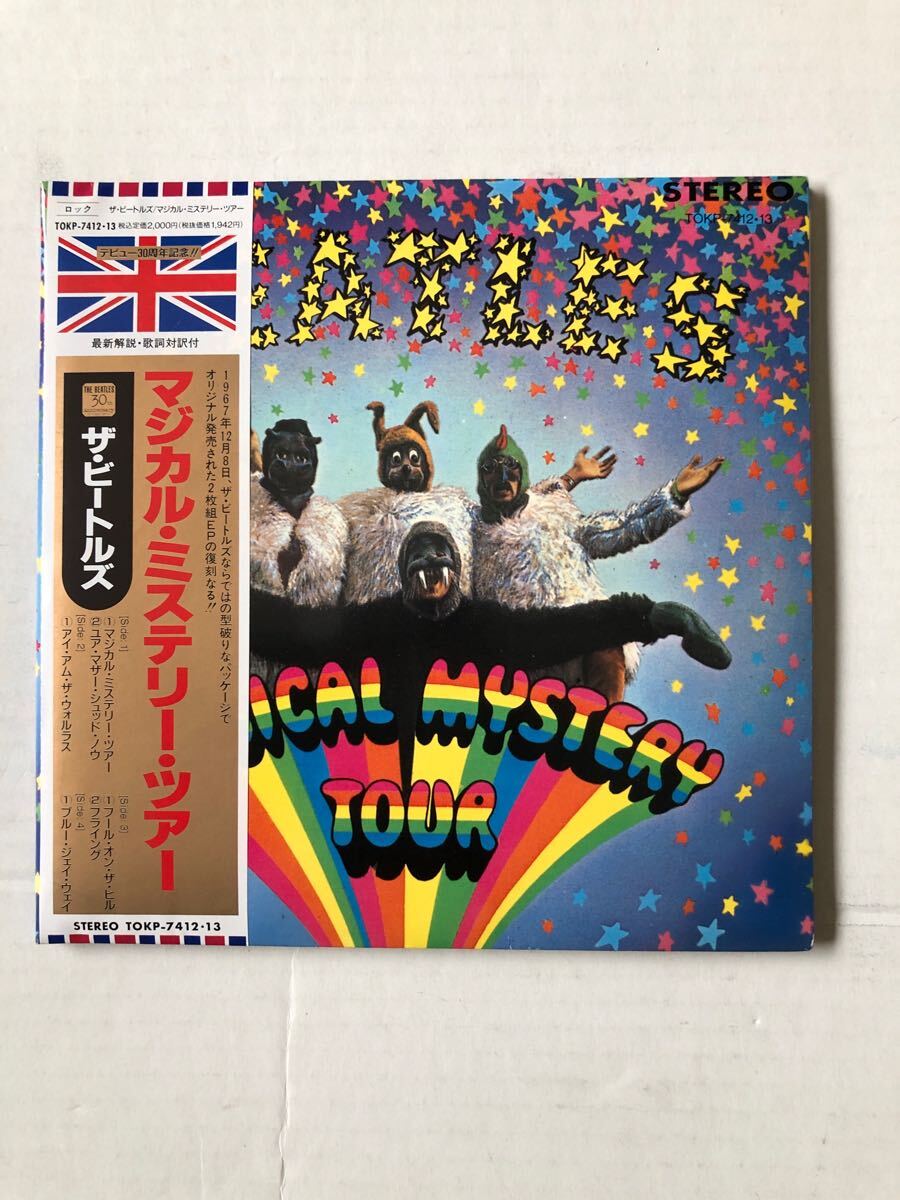 ロック ザ・ビートルズ/マジカル・ミステリー・ツアー
TOKP-7412・13 税込定価2,000円(税抜価格1,942円)
デビュー30周年記念!!
最新解説・歌詞対訳付
THE BEATLES
30
ザ・ビートルズ
マジカル・ミステリー・ツアー
1967年12月8日、ザ・ビートルズならではの型破りな、パッケージで
オリジナル発売された2枚組EPの復刻なる!!
[Side: 1]
①マジカル・ミステリー・ツアー
②ユア・マザー・シュッド・ノウ
[Side: 2]
①アイ・アム・ザ・ウォルラス
[Side: 3]
①フール・オン・ザ・ヒル
②フライング
[Side: 4]
①ブルー・ジェイ・ウェイ
STEREO TOKP-7412・13
STEREO
TOKP-7412・13
EATLES
ICAL MYSTERY
TOUR